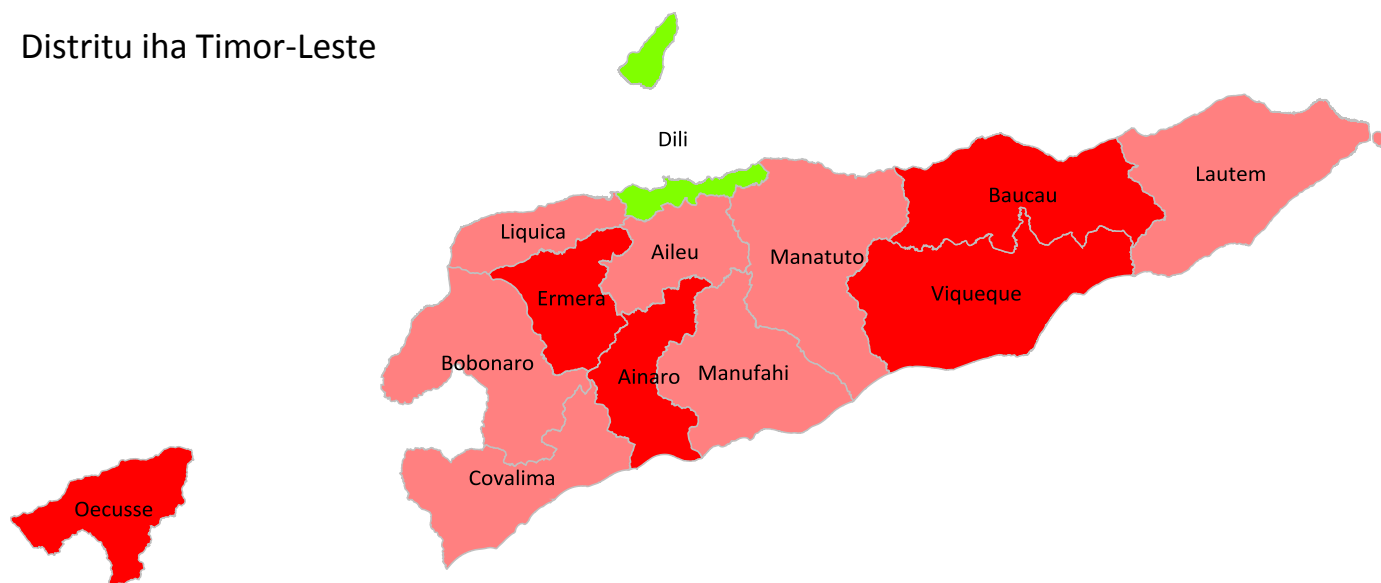 Distritu iha Timor-Leste
Dili
Lautem
Baucau
Liquica
Aileu
Manatuto
Viqueque
Ermera
Bobonaro
Ainaro
Manufahi
Covalima
Oecusse